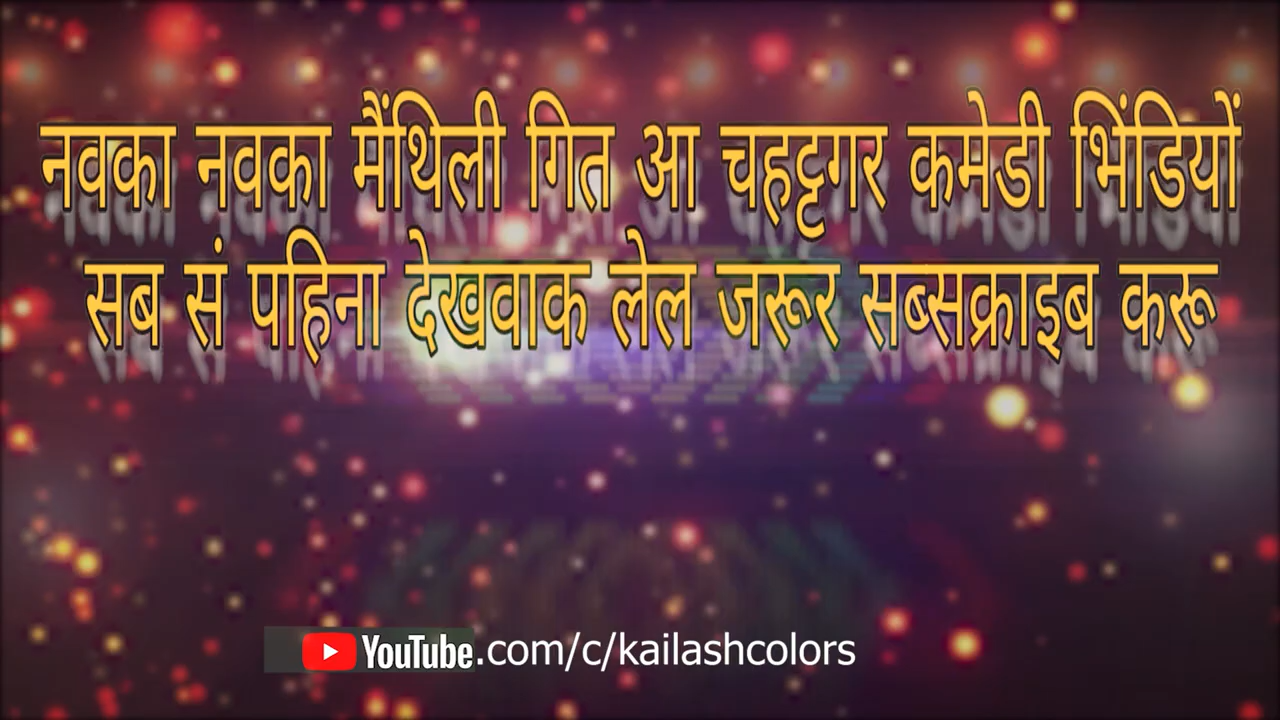 नवका नवका मैंथिली गित आ चहट्टगर कमेडी भिंडियों
सब सं पहिना देखवाक लेल जरूर सब्सक्राइब करू
YouTube.com/c/kailashcolors